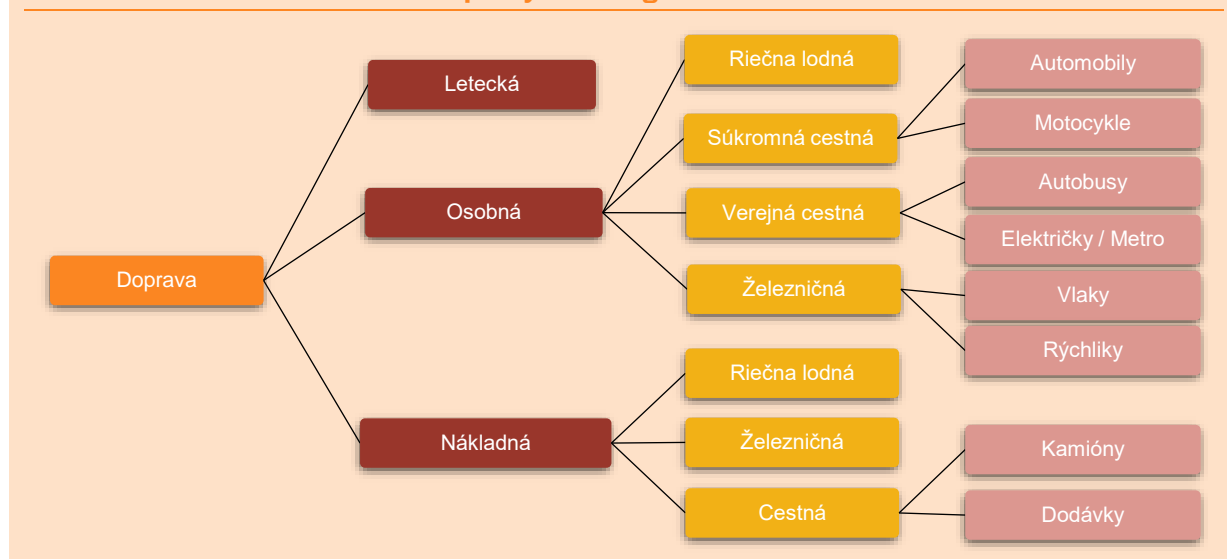 Doprava
Letecká
Osobná
Nákladná
Riečna lodná
Súkromná cestná
Verejná cestná
Železničná
Riečna lodná
Železničná
Cestná
Automobily
Motocykle
Autobusy
Električky / Metro
Vlaky
Rýchliky
Kamióny
Dodávky